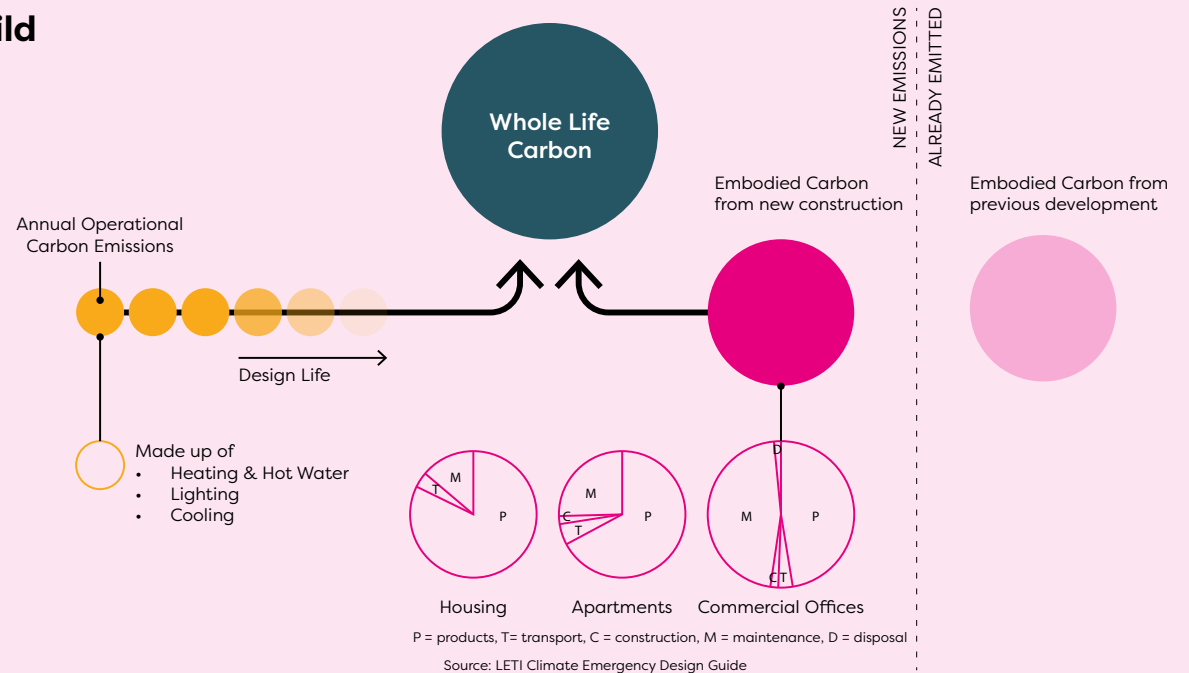 ild
NEW EMISSIONS
ALREADY EMITTED
Whole Life
Carbon
Embodied Carbon
from new construction
Embodied Carbon from
previous development
Annual Operational
Carbon Emissions
Design Life
Made up of
• Heating & Hot Water
• Lighting
• Cooling
M
T
P
M
C
T
P
D
M
P
C T
Housing
Apartments
Commercial Offices
P = products, T= transport, C = construction, M = maintenance, D = disposal
Source: LETI Climate Emergency Design Guide